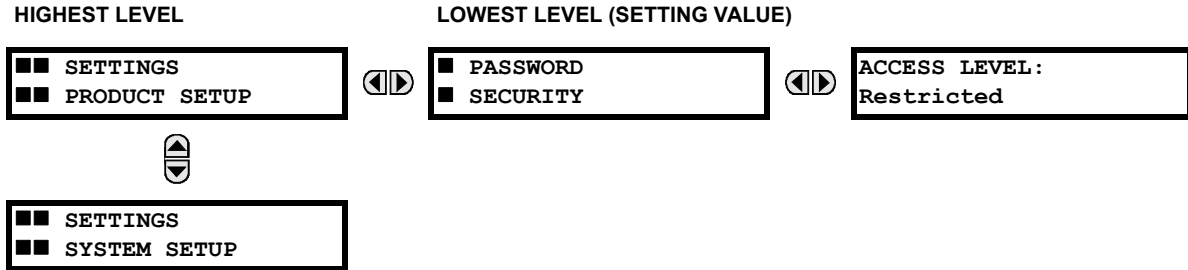 HIGHEST LEVEL
LOWEST LEVEL (SETTING VALUE)
■■ SETTINGS
■■ PRODUCT SETUP
■ PASSWORD
■ SECURITY
ACCESS LEVEL:
Restricted
■■ SETTINGS
■■ SYSTEM SETUP